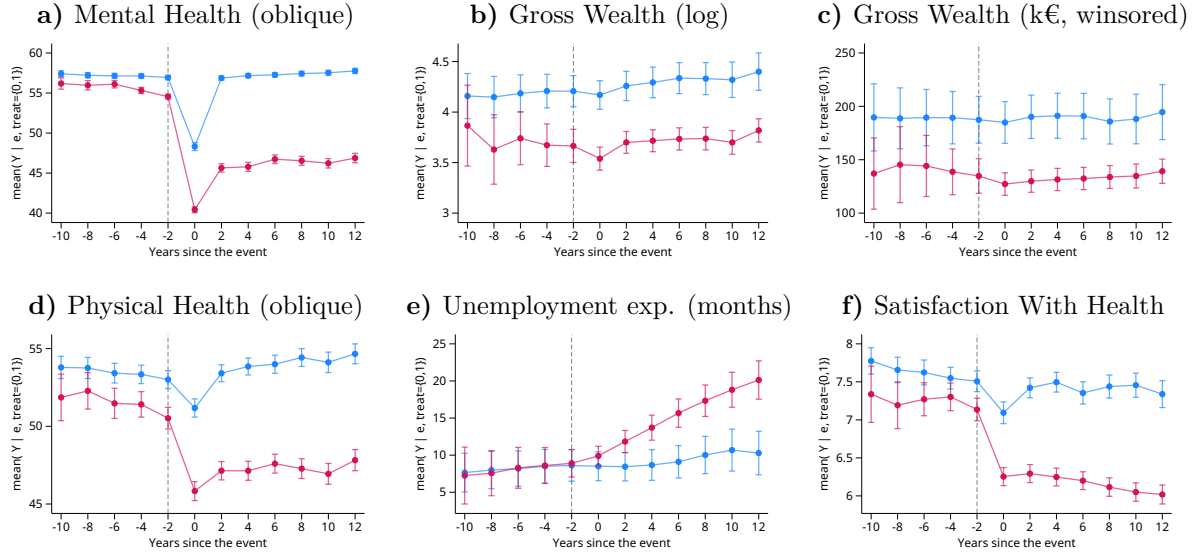 a) Mental Health (oblique)
b) Gross Wealth (log)
c) Gross Wealth (k€, winsored)
mean( Y | e, treat={0,1})
60
55
50
45
40
-10 -8 -6 -4 -2 0 2 4 6 8 10 12
Years since the event
mean( Y | e, treat={0,1})
4.5
4
3.5
3
-10 -8 -6 -4 -2 0 2 4 6 8 10 12
Years since the event
mean( Y | e, treat={0,1})
250
200
150
100
-10 -8 -6 -4 -2 0 2 4 6 8 10 12
Years since the event
d) Physical Health (oblique)
e) Unemployment exp. (months)
f) Satisfaction With Health
mean( Y | e, treat={0,1})
55
50
45
-10 -8 -6 -4 -2 0 2 4 6 8 10 12
Years since the event
mean( Y | e, treat={0,1})
25
20
15
10
5
-10 -8 -6 -4 -2 0 2 4 6 8 10 12
Years since the event
mean( Y | e, treat={0,1})
8
7.5
7
6.5
6
-10 -8 -6 -4 -2 0 2 4 6 8 10 12
Years since the event